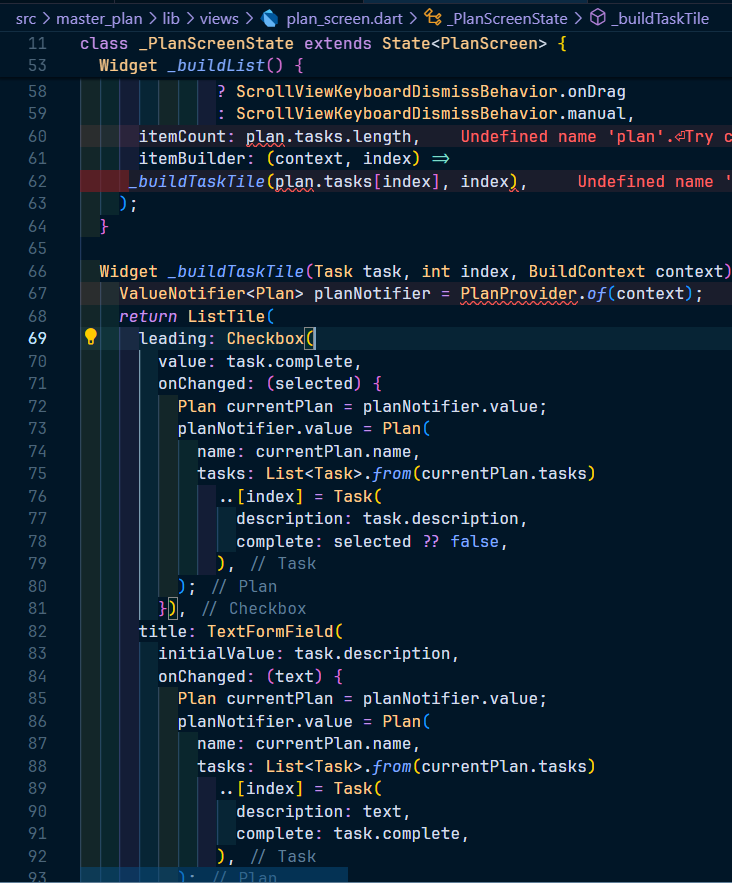 src > master_plan > lib > views > plan_screen.dart > _PlanScreenState > _buildTaskTile
11 class _PlanScreenState extends State<PlanScreen> {
53 Widget _buildList() {
58 ? ScrollViewKeyboardDismissBehavior.onDrag
59 : ScrollViewKeyboardDismissBehavior.manual,
60 itemCount: plan.tasks.length, Undefined name 'plan'.⏎Try c
61 itemBuilder: (context, index) =>
62 _buildTaskTile(plan.tasks[index], index), Undefined name '
63 );
64 }
65
66 Widget _buildTaskTile(Task task, int index, BuildContext context)
67 ValueNotifier<Plan> planNotifier = PlanProvider.of(context);
68 return ListTile(
69 leading: Checkbox(
70 value: task.complete,
71 onChanged: (selected) {
72 Plan currentPlan = planNotifier.value;
73 planNotifier.value = Plan(
74 name: currentPlan.name,
75 tasks: List<Task>.from(currentPlan.tasks)
76 ..[index] = Task(
77 description: task.description,
78 complete: selected ?? false,
79 ), // Task
80 ); // Plan
81 }), // Checkbox
82 title: TextFormField(
83 initialValue: task.description,
84 onChanged: (text) {
85 Plan currentPlan = planNotifier.value;
86 planNotifier.value = Plan(
87 name: currentPlan.name,
88 tasks: List<Task>.from(currentPlan.tasks)
89 ..[index] = Task(
90 description: text,
91 complete: task.complete,
92 ), // Task
93 ); // Plan